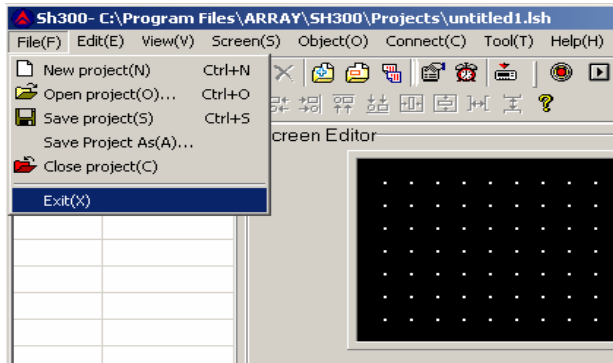 Sh300- C:\Program Files\ARRAY\SH300\Projects\untitled1.lsh
File(F) Edit(E) View(V) Screen(S) Object(O) Connect(C) Tool(T) Help(H)
New project(N) Ctrl+N
Open project(O)... Ctrl+O
Save project(S) Ctrl+S
Save Project As(A)...
Close project(C)
Exit(X)
creen Editor